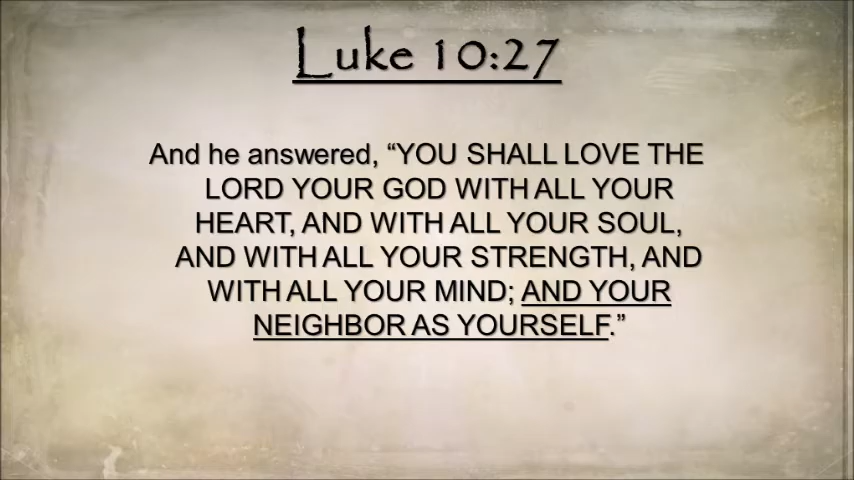 Luke 10:27
And he answered, “YOU SHALL LOVE THE
LORD YOUR GOD WITH ALL YOUR
HEART, AND WITH ALL YOUR SOUL,
AND WITH ALL YOUR STRENGTH, AND
WITH ALL YOUR MIND; AND YOUR
NEIGHBOR AS YOURSELF.”